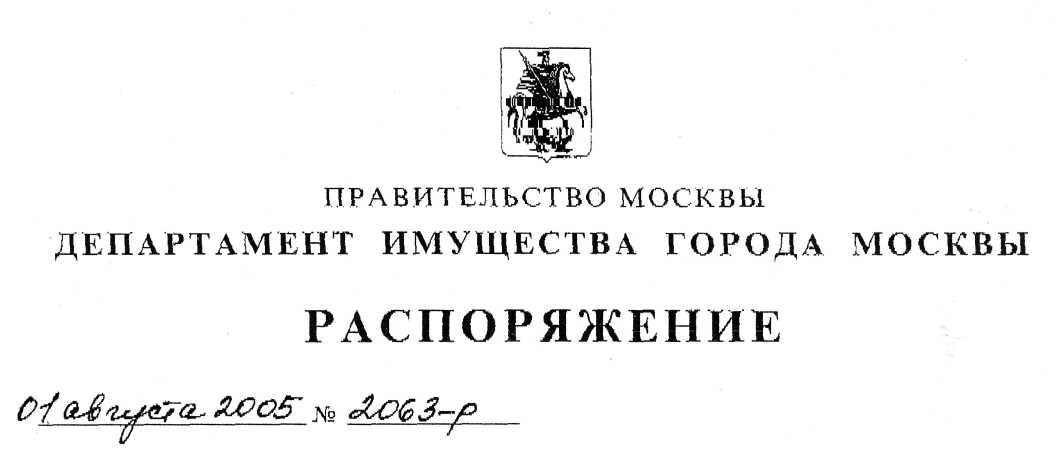 ПРАВИТЕЛЬСТВО МОСКВЫ
ДЕПАРТАМЕНТ ИМУЩЕСТВА ГОРОДА МОСКВЫ
РАСПОРЯЖЕНИЕ
01 августа 2005 № 2063-р